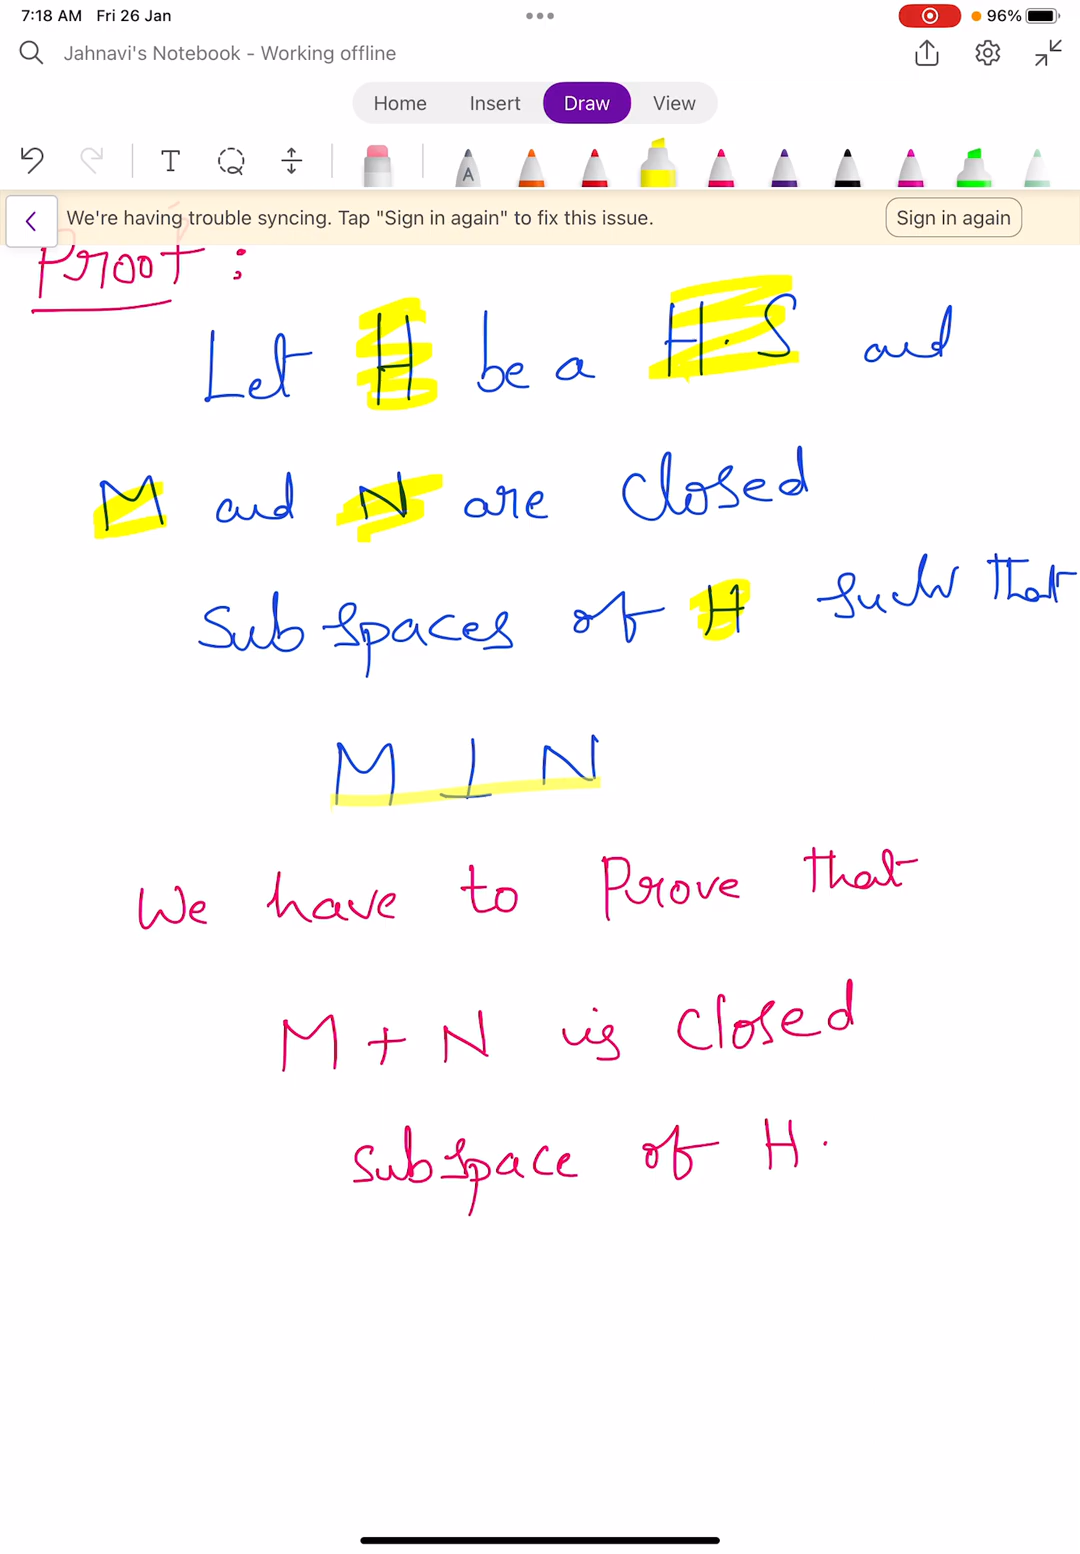 7:18 AM Fri 26 Jan 96%
Jahnavi's Notebook - Working offline
Home Insert Draw View
T A
We're having trouble syncing. Tap "Sign in again" to fix this issue. Sign in again
Proof :
Let H be a H.S and
M and N are closed
subspaces of H such that
M ⊥ N
We have to Prove that
M + N is closed
subspace of H.